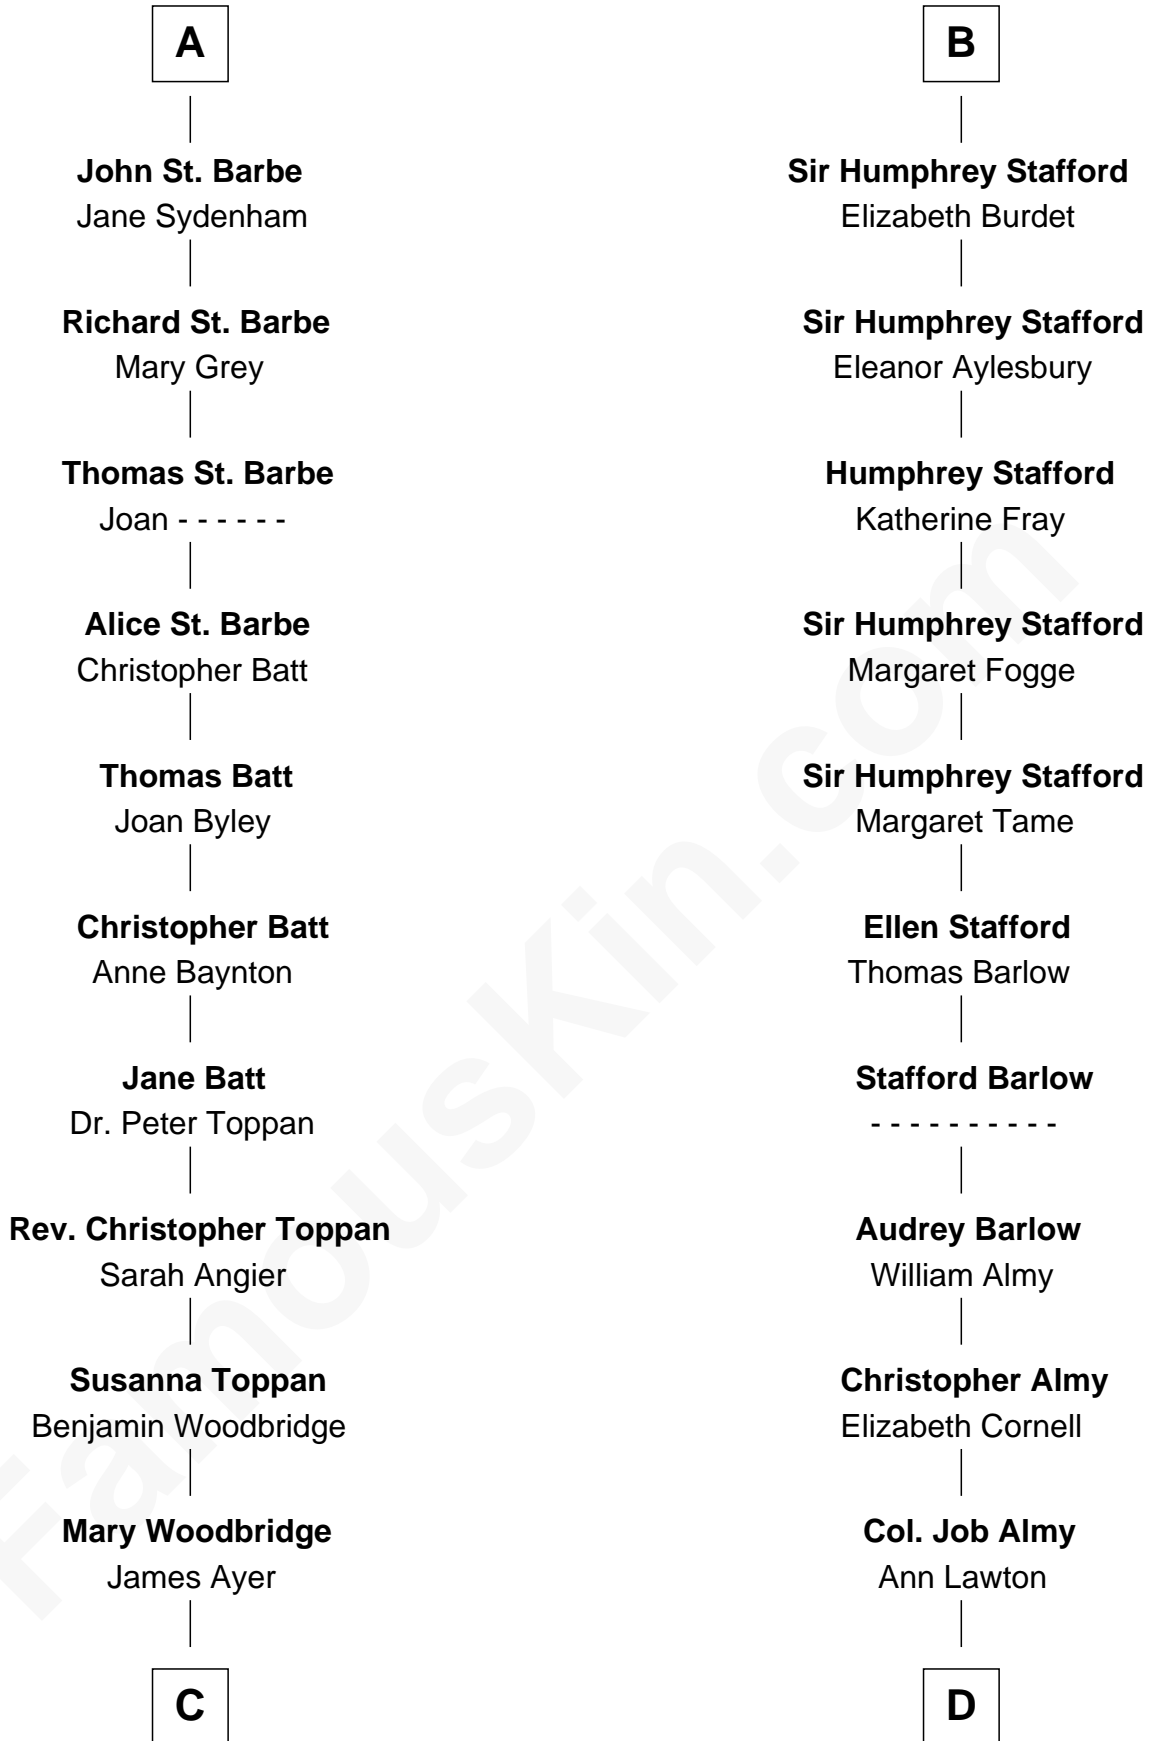 A
John St. Barbe
Jane Sydenham
Richard St. Barbe
Mary Grey
Thomas St. Barbe
Joan - - - - - -
Alice St. Barbe
Christopher Batt
Thomas Batt
Joan Byley
Christopher Batt
Anne Baynton
Jane Batt
Dr. Peter Toppan
Rev. Christopher Toppan
Sarah Angier
Susanna Toppan
Benjamin Woodbridge
Mary Woodbridge
James Ayer
C
B
Sir Humphrey Stafford
Elizabeth Burdet
Sir Humphrey Stafford
Eleanor Aylesbury
Humphrey Stafford
Katherine Fray
Sir Humphrey Stafford
Margaret Fogge
Sir Humphrey Stafford
Margaret Tame
Ellen Stafford
Thomas Barlow
Stafford Barlow
- - - - - - - - - -
Audrey Barlow
William Almy
Christopher Almy
Elizabeth Cornell
Col. Job Almy
Ann Lawton
D
FamousKin.com